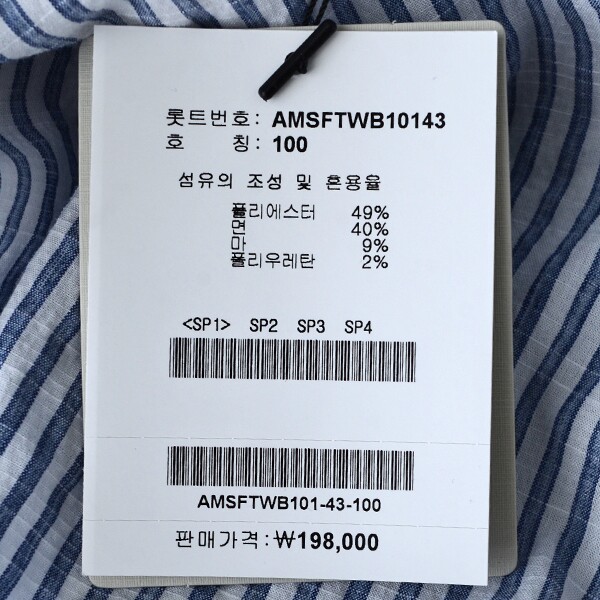 롯트번호: AMSFTWB10143
호 칭: 100
섬유의 조성 및 혼용율
폴리에스터 49%
면 40%
마 9%
폴리우레탄 2%
<SP1> SP2 SP3 SP4
AMSFTWB101-43-100
판매가격:₩198,000